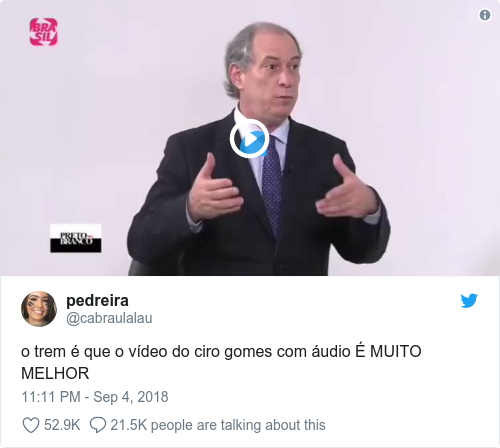 BRA
SIL
PRETO NO
BRANCO
pedreira
@cabraulalau
o trem é que o vídeo do ciro gomes com áudio É MUITO
MELHOR
11:11 PM - Sep 4, 2018
52.9K 21.5K people are talking about this